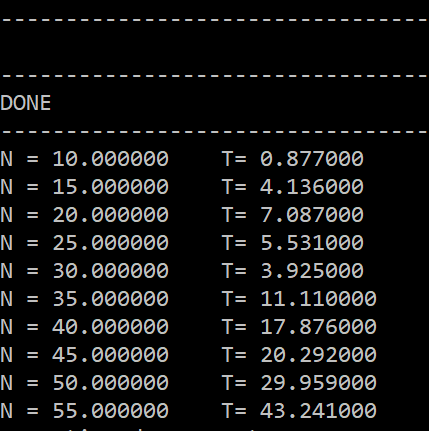 ---------------------------------
---------------------------------
DONE
---------------------------------
N = 10.000000    T= 0.877000
N = 15.000000    T= 4.136000
N = 20.000000    T= 7.087000
N = 25.000000    T= 5.531000
N = 30.000000    T= 3.925000
N = 35.000000    T= 11.110000
N = 40.000000    T= 17.876000
N = 45.000000    T= 20.292000
N = 50.000000    T= 29.959000
N = 55.000000    T= 43.241000